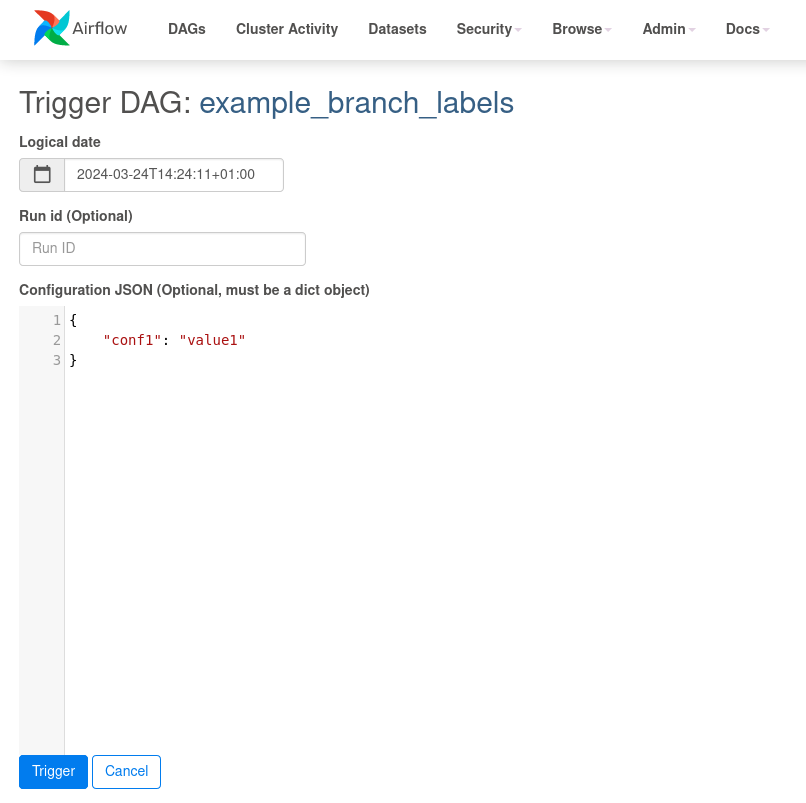 Airflow DAGs Cluster Activity Datasets Security Browse Admin Docs
Trigger DAG: example_branch_labels
Logical date
2024-03-24T14:24:11+01:00
Run id (Optional)
Run ID
Configuration JSON (Optional, must be a dict object)
1 {
2     "conf1": "value1"
3 }
Trigger Cancel